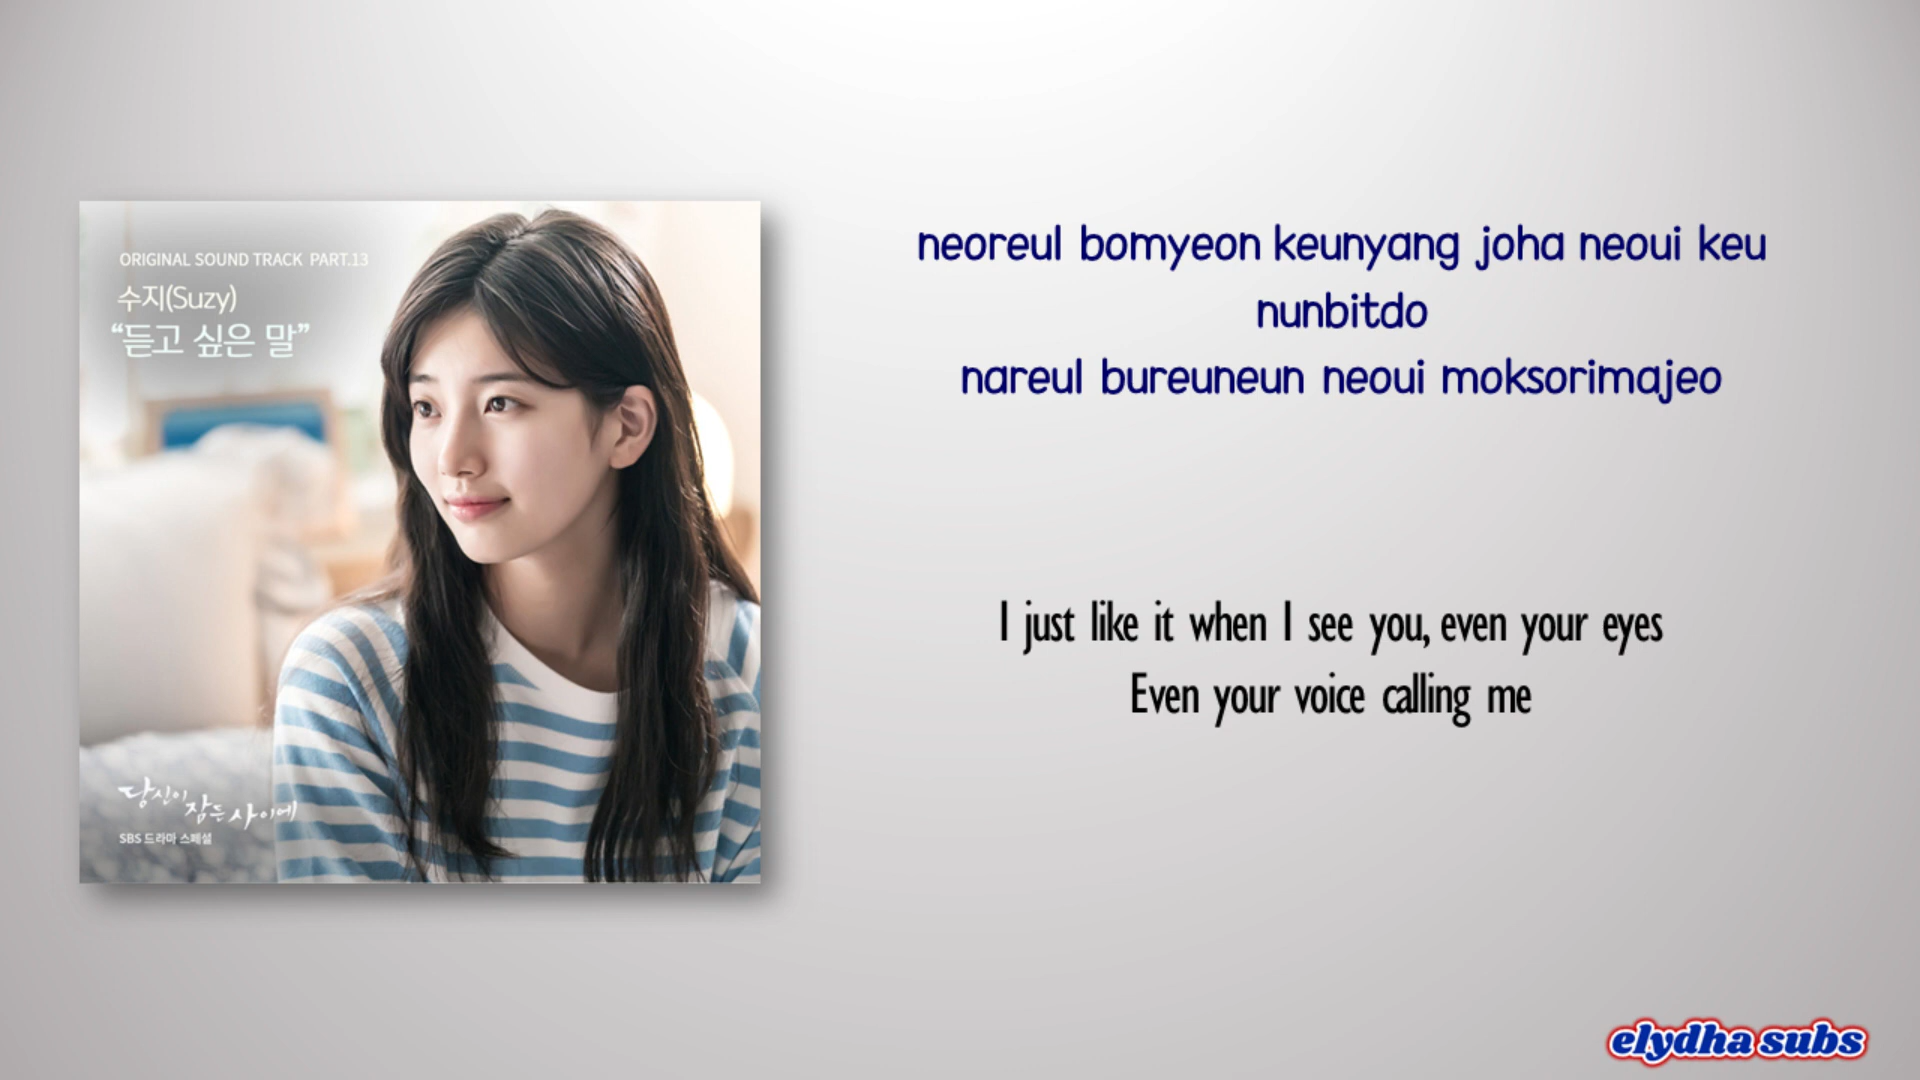 ORIGINAL SOUND TRACK PART.13
수지(Suzy)
“듣고 싶은 말”
당신이 잠든 사이에
SBS 드라마 스페셜
neoreul bomyeon keunyang joha neoui keu
nunbitdo
nareul bureuneun neoui moksorimajeo
I just like it when I see you, even your eyes
Even your voice calling me
elydha subs